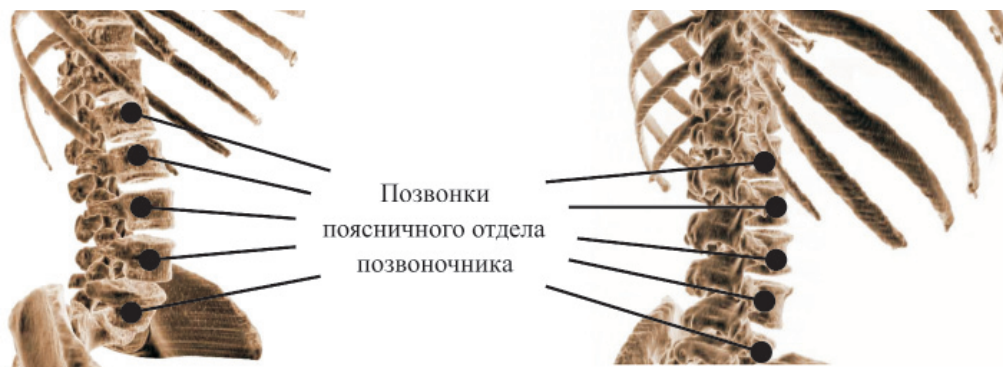 Позвонки
поясничного отдела
позвоночника